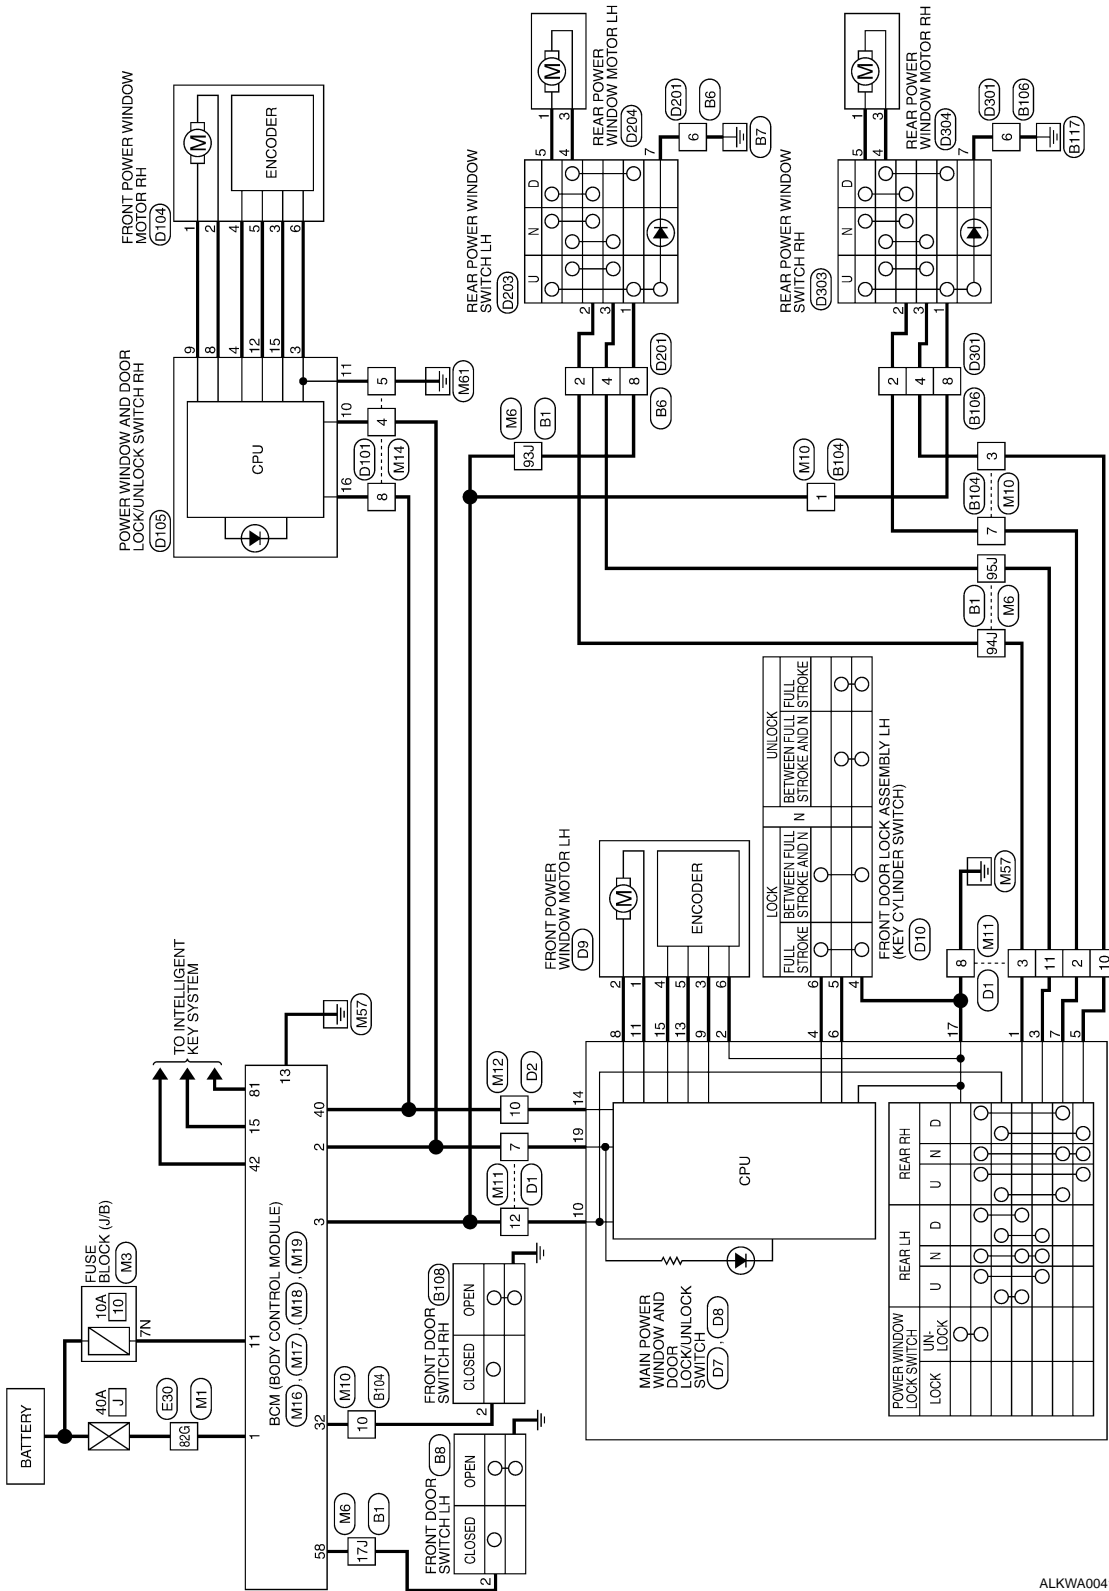 BATTERY
40A
J
E30
M1
82G
FUSE
BLOCK (J/B)
M3
10A
10
7N
TO INTELLIGENT
KEY SYSTEM
1
11
42
15
81
13
M57
BCM (BODY CONTROL MODULE)
M16 , M17 , M18 , M19
58
32
3
2
40
M6
B1
17J
M10
B104
10
2
FRONT DOOR
SWITCH LH
B8
CLOSED
OPEN
2
FRONT DOOR
SWITCH RH
B108
CLOSED
OPEN
M11
D1
12
7
M12
D2
10
10
19
14
MAIN POWER
WINDOW AND
DOOR
LOCK/UNLOCK
SWITCH
D7 , D8
CPU
POWER WINDOW
LOCK SWITCH
LOCK
UN-
LOCK
REAR LH
U
N
D
REAR RH
U
N
D
8
11
15
13
9
2
4
6
17
1
3
7
5
2
1
4
5
3
6
FRONT POWER
WINDOW MOTOR LH
D9
M
ENCODER
6
5
4
LOCK
FULL
STROKE
BETWEEN FULL
STROKE AND N
N
UNLOCK
BETWEEN FULL
STROKE AND N
FULL
STROKE
FRONT DOOR LOCK ASSEMBLY LH
(KEY CYLINDER SWITCH)
D10
8
D1
M11
M57
3
11
2
10
POWER WINDOW AND DOOR
LOCK/UNLOCK SWITCH RH
D105
CPU
16
10
11
8
D101
M14
4
5
M61
9
8
4
12
15
3
1
2
4
5
3
6
FRONT POWER WINDOW
MOTOR RH
D104
M
ENCODER
94J
B1
M6
95J
7
B104
M10
3
M6
B1
93J
M10
B104
1
2
4
8
B6
D201
2
3
1
REAR POWER WINDOW
SWITCH LH
D203
U
N
D
5
4
7
1
3
M
REAR POWER
WINDOW MOTOR LH
D204
D201
6
B6
B7
2
4
8
B106
D301
2
3
1
REAR POWER WINDOW
SWITCH RH
D303
U
N
D
5
4
7
1
3
M
REAR POWER
WINDOW MOTOR RH
D304
D301
6
B106
B117
ALKWA004